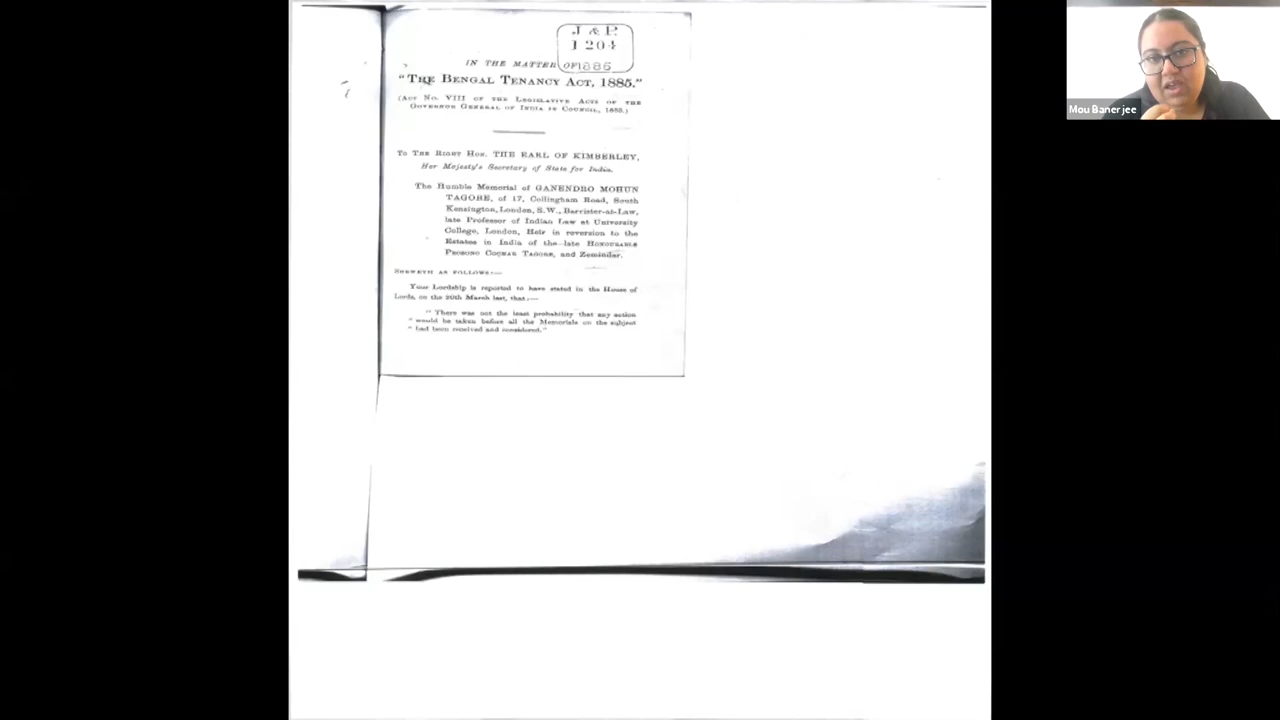 J & P.
1204
1885
IN THE MATTER OF
"THE BENGAL TENANCY ACT, 1885."
(ACT NO. VIII OF THE LEGISLATIVE ACTS OF THE
GOVERNOR GENERAL OF INDIA IN COUNCIL, 1885.)
TO THE RIGHT HON. THE EARL OF KIMBERLEY,
Her Majesty's Secretary of State for India.
The Humble Memorial of GANENDRO MOHUN
TAGORE, of 17, Collingham Road, South
Kensington, London, S.W., Barrister-at-Law,
late Professor of Indian Law at University
College, London, Heir in reversion to the
Estates in India of the late HONOURABLE
PROSONO COOMAR TAGORE, and Zemindar.
SHEWETH AS FOLLOWS:—
Your Lordship is reported to have stated in the House of
Lords, on the 20th March last, that:—
"There was not the least probability that any action
"would be taken before all the Memorials on the subject
"had been received and considered."
Mou Banerjee